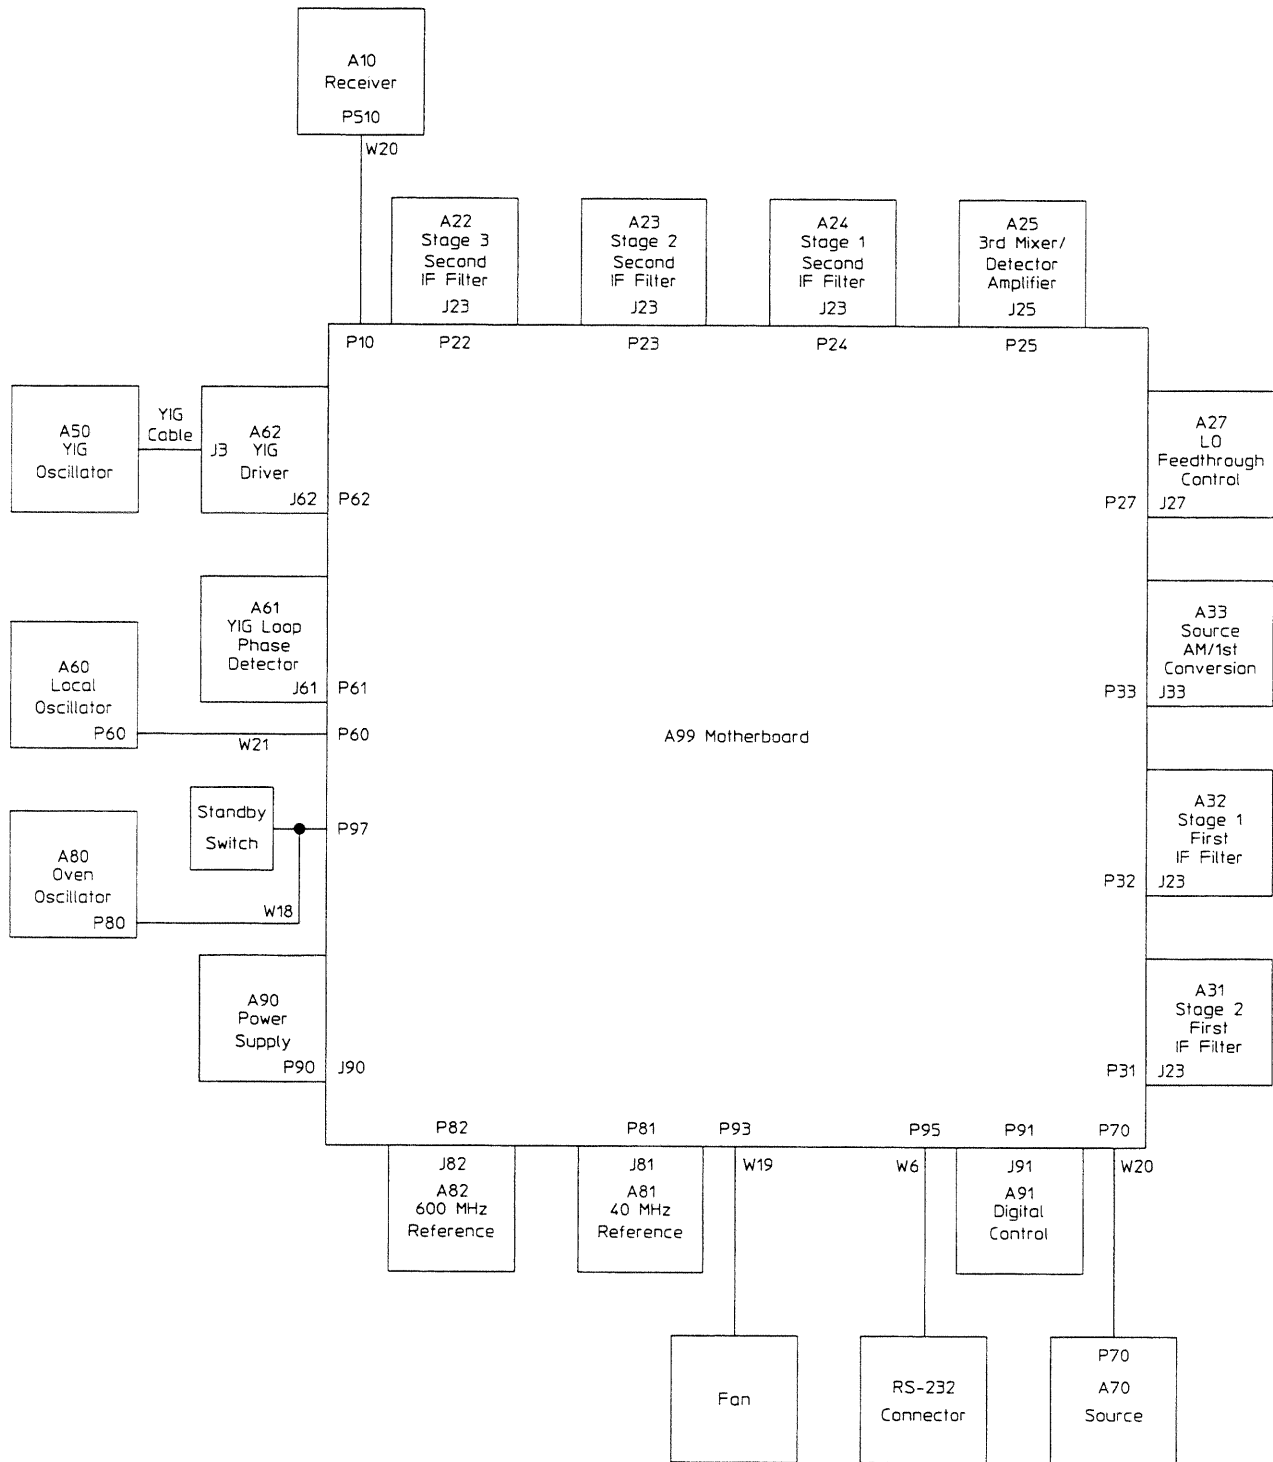 A10
Receiver
P510
W20
A22
Stage 3
Second
IF Filter
J23
A23
Stage 2
Second
IF Filter
J23
A24
Stage 1
Second
IF Filter
J23
A25
3rd Mixer/
Detector
Amplifier
J25
P10
P22
P23
P24
P25
A50
YIG
Oscillator
YIG
Cable
J3
A62
YIG
Driver
J62
P62
P27
A27
LO
Feedthrough
Control
J27
A61
YIG Loop
Phase
Detector
J61
P61
P33
A33
Source
AM/1st
Conversion
J33
A60
Local
Oscillator
P60
W21
P60
A99 Motherboard
Standby
Switch
P97
A80
Oven
Oscillator
P80
W18
P32
A32
Stage 1
First
IF Filter
J23
A90
Power
Supply
P90
J90
P31
A31
Stage 2
First
IF Filter
J23
P82
P81
P93
P95
P91
P70
J82
A82
600 MHz
Reference
J81
A81
40 MHz
Reference
W19
W6
J91
A91
Digital
Control
W20
Fan
RS-232
Connector
P70
A70
Source